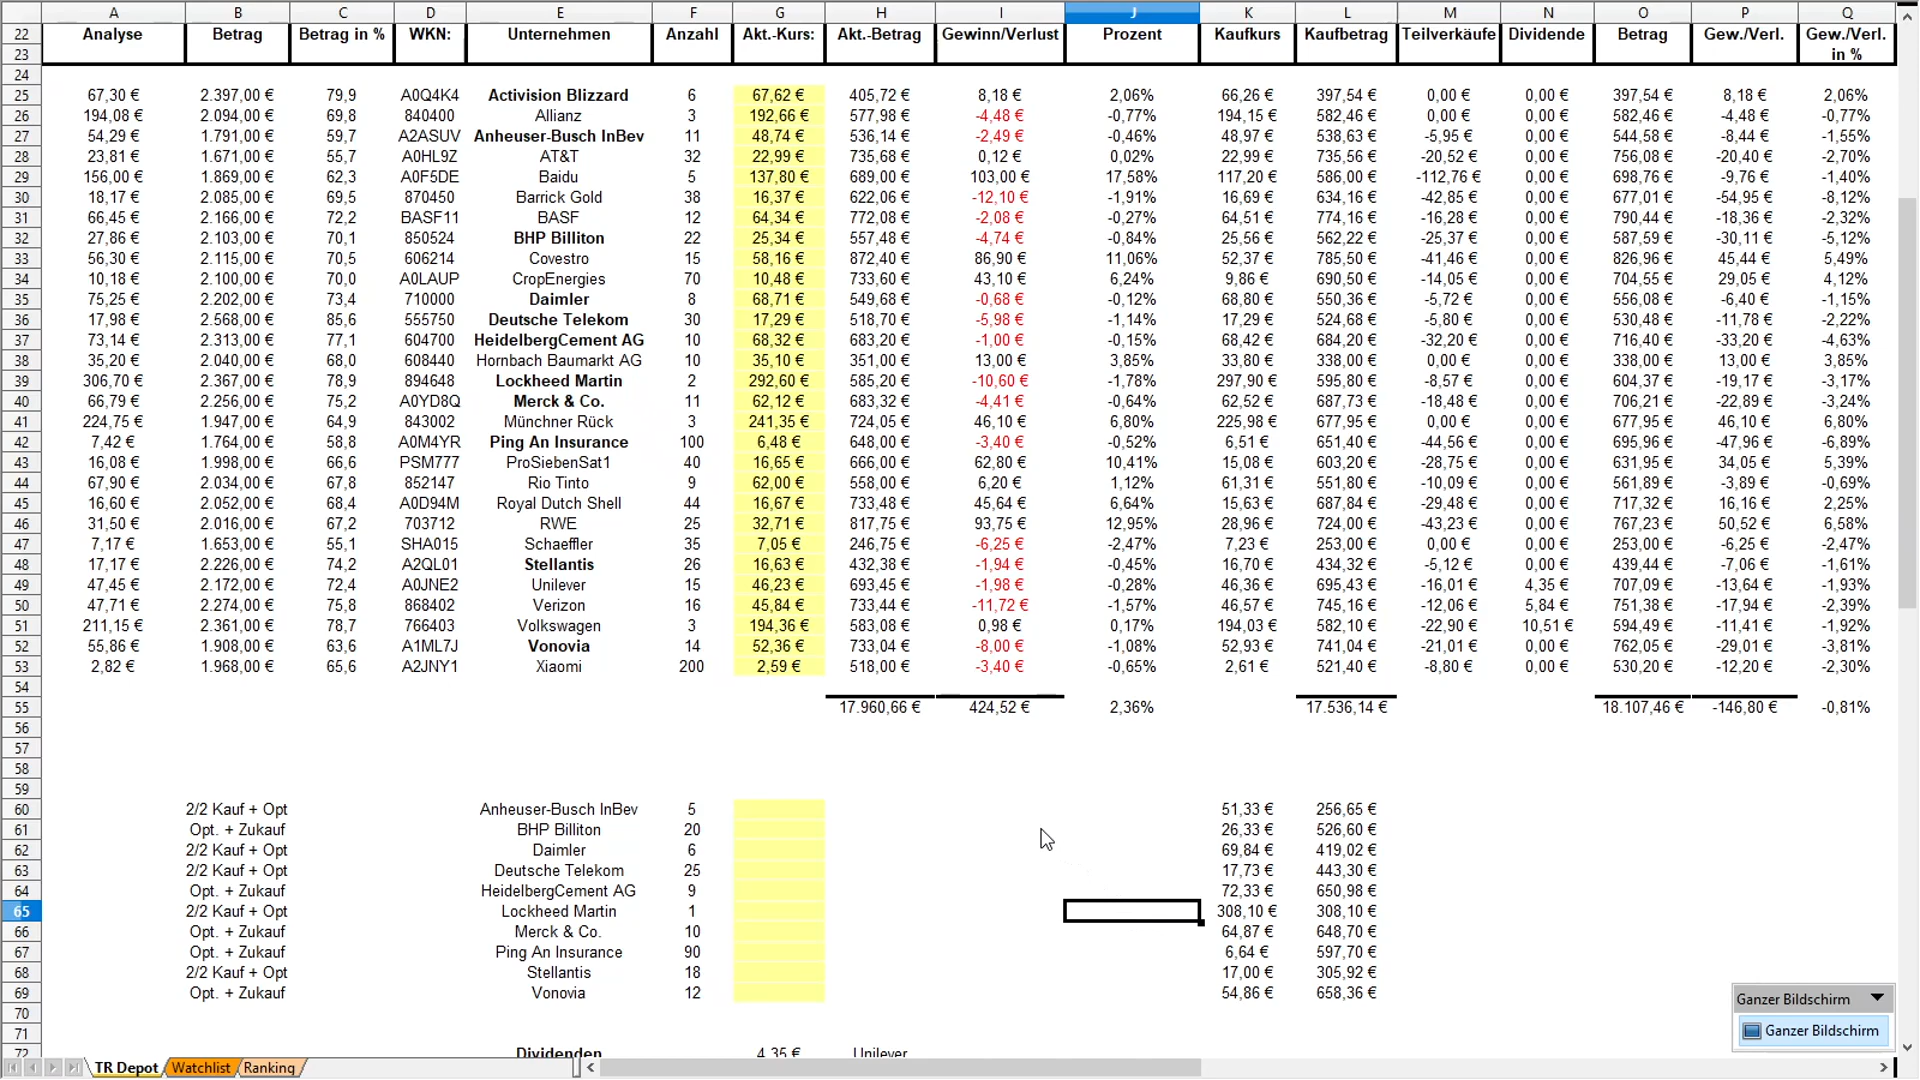 A B C D E F G H I J K L M N O P Q
22 Analyse Betrag Betrag in % WKN: Unternehmen Anzahl Akt.-Kurs: Akt.-Betrag Gewinn/Verlust Prozent Kaufkurs Kaufbetrag Teilverkäufe Dividende Betrag Gew./Verl. Gew./Verl.
23 in %
24
25 67,30 € 2.397,00 € 79,9 A0Q4K4 Activision Blizzard 6 67,62 € 405,72 € 8,18 € 2,06% 66,26 € 397,54 € 0,00 € 0,00 € 397,54 € 8,18 € 2,06%
26 194,08 € 2.094,00 € 69,8 840400 Allianz 3 192,66 € 577,98 € -4,48 € -0,77% 194,15 € 582,46 € 0,00 € 0,00 € 582,46 € -4,48 € -0,77%
27 54,29 € 1.791,00 € 59,7 A2ASUV Anheuser-Busch InBev 11 48,74 € 536,14 € -2,49 € -0,46% 48,97 € 538,63 € -5,95 € 0,00 € 544,58 € -8,44 € -1,55%
28 23,81 € 1.671,00 € 55,7 A0HL9Z AT&T 32 22,99 € 735,68 € 0,12 € 0,02% 22,99 € 735,56 € -20,52 € 0,00 € 756,08 € -20,40 € -2,70%
29 156,00 € 1.869,00 € 62,3 A0F5DE Baidu 5 137,80 € 689,00 € 103,00 € 17,58% 117,20 € 586,00 € -112,76 € 0,00 € 698,76 € -9,76 € -1,40%
30 18,17 € 2.085,00 € 69,5 870450 Barrick Gold 38 16,37 € 622,06 € -12,10 € -1,91% 16,69 € 634,16 € -42,85 € 0,00 € 677,01 € -54,95 € -8,12%
31 66,45 € 2.166,00 € 72,2 BASF11 BASF 12 64,34 € 772,08 € -2,08 € -0,27% 64,51 € 774,16 € -16,28 € 0,00 € 790,44 € -18,36 € -2,32%
32 27,86 € 2.103,00 € 70,1 850524 BHP Billiton 22 25,34 € 557,48 € -4,74 € -0,84% 25,56 € 562,22 € -25,37 € 0,00 € 587,59 € -30,11 € -5,12%
33 56,30 € 2.115,00 € 70,5 606214 Covestro 15 58,16 € 872,40 € 86,90 € 11,06% 52,37 € 785,50 € -41,46 € 0,00 € 826,96 € 45,44 € 5,49%
34 10,18 € 2.100,00 € 70,0 A0LAUP CropEnergies 70 10,48 € 733,60 € 43,10 € 6,24% 9,86 € 690,50 € -14,05 € 0,00 € 704,55 € 29,05 € 4,12%
35 75,25 € 2.202,00 € 73,4 710000 Daimler 8 68,71 € 549,68 € -0,68 € -0,12% 68,80 € 550,36 € -5,72 € 0,00 € 556,08 € -6,40 € -1,15%
36 17,98 € 2.568,00 € 85,6 555750 Deutsche Telekom 30 17,29 € 518,70 € -5,98 € -1,14% 17,29 € 524,68 € -5,80 € 0,00 € 530,48 € -11,78 € -2,22%
37 73,14 € 2.313,00 € 77,1 604700 HeidelbergCement AG 10 68,32 € 683,20 € -1,00 € -0,15% 68,42 € 684,20 € -32,20 € 0,00 € 716,40 € -33,20 € -4,63%
38 35,20 € 2.040,00 € 68,0 608440 Hornbach Baumarkt AG 10 35,10 € 351,00 € 13,00 € 3,85% 33,80 € 338,00 € 0,00 € 0,00 € 338,00 € 13,00 € 3,85%
39 306,70 € 2.367,00 € 78,9 894648 Lockheed Martin 2 292,60 € 585,20 € -10,60 € -1,78% 297,90 € 595,80 € -8,57 € 0,00 € 604,37 € -19,17 € -3,17%
40 66,79 € 2.256,00 € 75,2 A0YD8Q Merck & Co. 11 62,12 € 683,32 € -4,41 € -0,64% 62,52 € 687,73 € -18,48 € 0,00 € 706,21 € -22,89 € -3,24%
41 224,75 € 1.947,00 € 64,9 843002 Münchner Rück 3 241,35 € 724,05 € 46,10 € 6,80% 225,98 € 677,95 € 0,00 € 0,00 € 677,95 € 46,10 € 6,80%
42 7,42 € 1.764,00 € 58,8 A0M4YR Ping An Insurance 100 6,48 € 648,00 € -3,40 € -0,52% 6,51 € 651,40 € -44,56 € 0,00 € 695,96 € -47,96 € -6,89%
43 16,08 € 1.998,00 € 66,6 PSM777 ProSiebenSat1 40 16,65 € 666,00 € 62,80 € 10,41% 15,08 € 603,20 € -28,75 € 0,00 € 631,95 € 34,05 € 5,39%
44 67,90 € 2.034,00 € 67,8 852147 Rio Tinto 9 62,00 € 558,00 € 6,20 € 1,12% 61,31 € 551,80 € -10,09 € 0,00 € 561,89 € -3,89 € -0,69%
45 16,60 € 2.052,00 € 68,4 A0D94M Royal Dutch Shell 44 16,67 € 733,48 € 45,64 € 6,64% 15,63 € 687,84 € -29,48 € 0,00 € 717,32 € 16,16 € 2,25%
46 31,50 € 2.016,00 € 67,2 703712 RWE 25 32,71 € 817,75 € 93,75 € 12,95% 28,96 € 724,00 € -43,23 € 0,00 € 767,23 € 50,52 € 6,58%
47 7,17 € 1.653,00 € 55,1 SHA015 Schaeffler 35 7,05 € 246,75 € -6,25 € -2,47% 7,23 € 253,00 € 0,00 € 0,00 € 253,00 € -6,25 € -2,47%
48 17,17 € 2.226,00 € 74,2 A2QL01 Stellantis 26 16,63 € 432,38 € -1,94 € -0,45% 16,70 € 434,32 € -5,12 € 0,00 € 439,44 € -7,06 € -1,61%
49 47,45 € 2.172,00 € 72,4 A0JNE2 Unilever 15 46,23 € 693,45 € -1,98 € -0,28% 46,36 € 695,43 € -16,01 € 4,35 € 707,09 € -13,64 € -1,93%
50 47,71 € 2.274,00 € 75,8 868402 Verizon 16 45,84 € 733,44 € -11,72 € -1,57% 46,57 € 745,16 € -12,06 € 5,84 € 751,38 € -17,94 € -2,39%
51 211,15 € 2.361,00 € 78,7 766403 Volkswagen 3 194,36 € 583,08 € 0,98 € 0,17% 194,03 € 582,10 € -22,90 € 10,51 € 594,49 € -11,41 € -1,92%
52 55,86 € 1.908,00 € 63,6 A1ML7J Vonovia 14 52,36 € 733,04 € -8,00 € -1,08% 52,93 € 741,04 € -21,01 € 0,00 € 762,05 € -29,01 € -3,81%
53 2,82 € 1.968,00 € 65,6 A2JNY1 Xiaomi 200 2,59 € 518,00 € -3,40 € -0,65% 2,61 € 521,40 € -8,80 € 0,00 € 530,20 € -12,20 € -2,30%
54
55 17.960,66 € 424,52 € 2,36% 17.536,14 € 18.107,46 € -146,80 € -0,81%
56
57
58
59
60 2/2 Kauf + Opt Anheuser-Busch InBev 5 51,33 € 256,65 €
61 Opt. + Zukauf BHP Billiton 20 26,33 € 526,60 €
62 2/2 Kauf + Opt Daimler 6 69,84 € 419,02 €
63 2/2 Kauf + Opt Deutsche Telekom 25 17,73 € 443,30 €
64 Opt. + Zukauf HeidelbergCement AG 9 72,33 € 650,98 €
65 2/2 Kauf + Opt Lockheed Martin 1 308,10 € 308,10 €
66 Opt. + Zukauf Merck & Co. 10 64,87 € 648,70 €
67 Opt. + Zukauf Ping An Insurance 90 6,64 € 597,70 €
68 2/2 Kauf + Opt Stellantis 18 17,00 € 305,92 €
69 Opt. + Zukauf Vonovia 12 54,86 € 658,36 €
70
71
72 Dividenden 4,35 € Unilever
Ganzer Bildschirm
Ganzer Bildschirm
TR Depot Watchlist Ranking